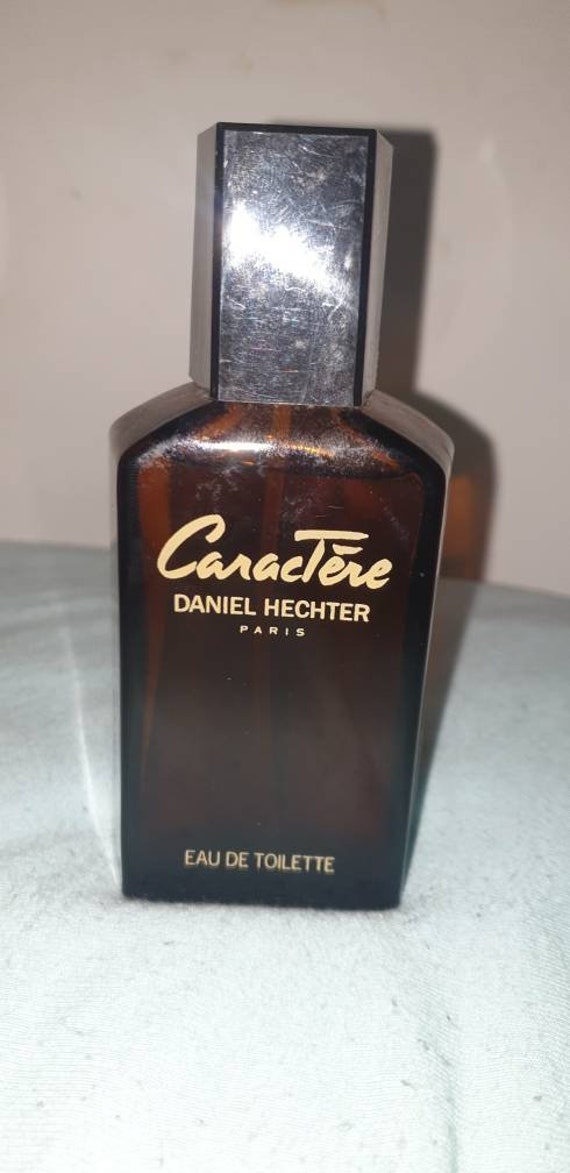 Caractère
DANIEL HECHTER
PARIS
EAU DE TOILETTE